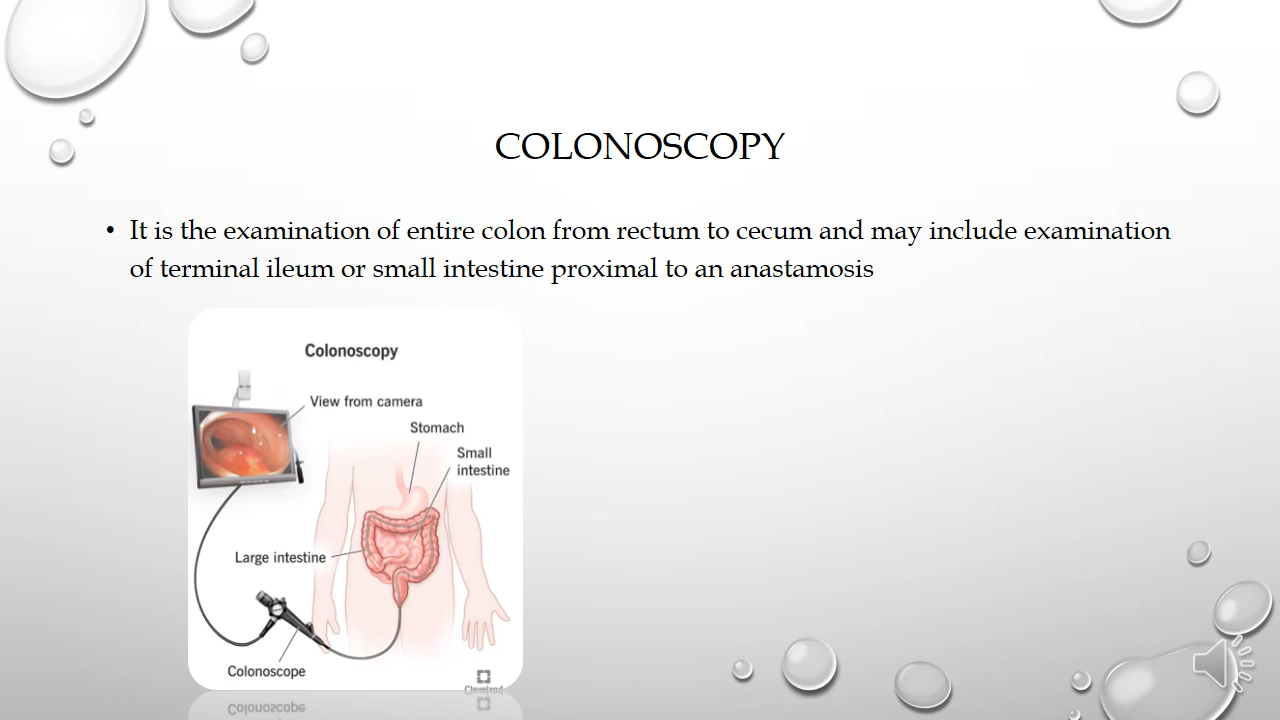 COLONOSCOPY
• It is the examination of entire colon from rectum to cecum and may include examination
of terminal ileum or small intestine proximal to an anastamosis
Colonoscopy
View from camera
Stomach
Small
intestine
Large intestine
Colonoscope
Cleveland